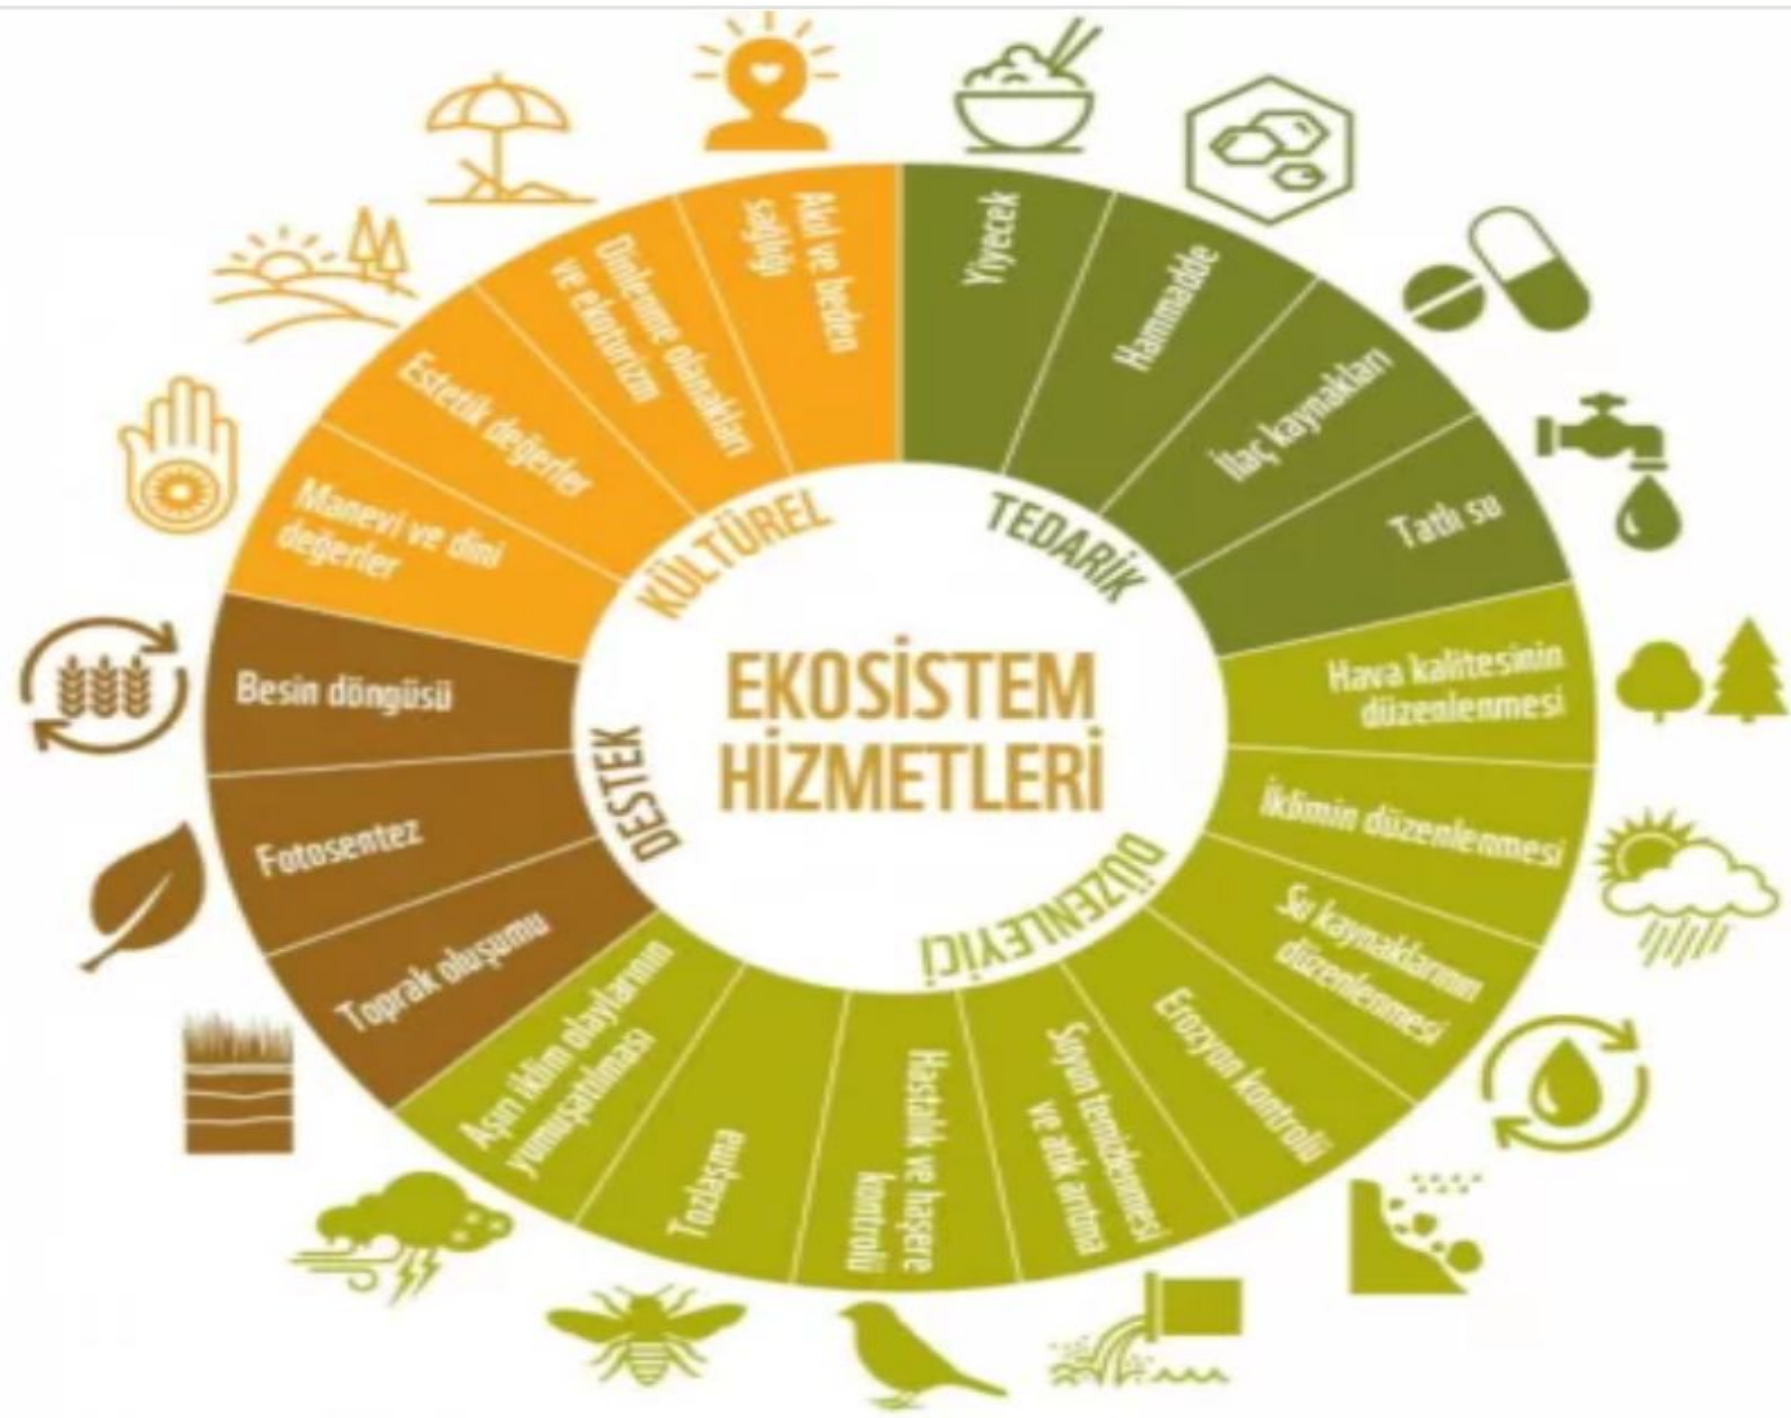 EKOSİSTEM
HİZMETLERİ
TEDARİK
Yiyecek
Hammadde
İlaç kaynakları
Tatlı su
DÜZENLEYİCİ
Hava kalitesinin
düzenlenmesi
İklimin düzenlenmesi
Su kaynaklarının
düzenlenmesi
Erozyon kontrolü
Suyun temizlenmesi
ve atık arıtma
Hastalık ve haşere
kontrolü
Tozlaşma
Aşırı iklim olaylarının
yumuşatılması
DESTEK
Toprak oluşumu
Fotosentez
Besin döngüsü
KÜLTÜREL
Manevi ve dini
değerler
Estetik değerler
Dinlenme olanakları
ve ekoturizm
Akıl ve beden
sağlığı